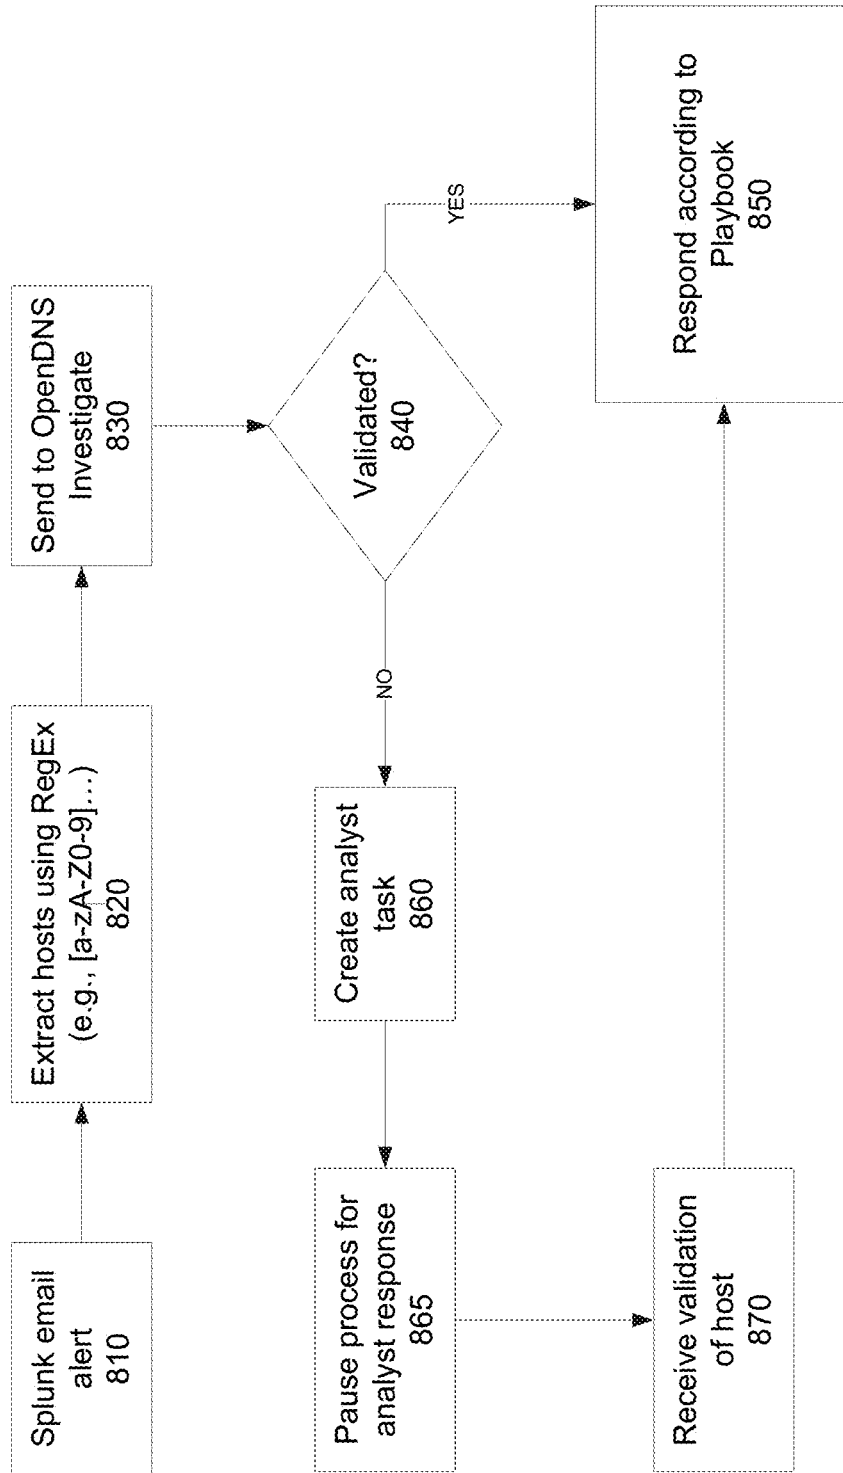 Splunk email
alert
810
Extract hosts using RegEx
(e.g., [a-zA-Z0-9]…)
820
Send to OpenDNS
Investigate
830
Validated?
840
YES
NO
Respond according to
Playbook
850
Create analyst
task
860
Pause process for
analyst response
865
Receive validation
of host
870